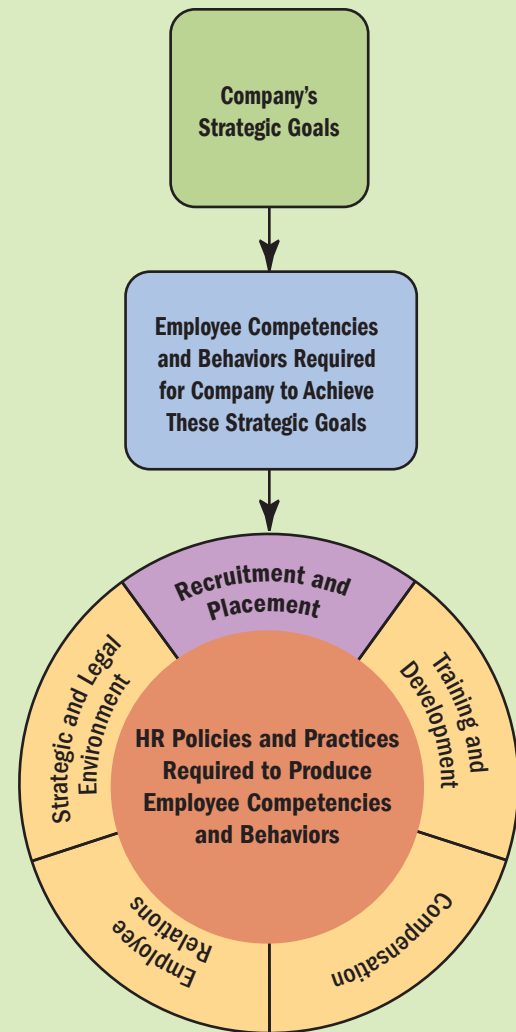 Company’s
Strategic Goals
Employee Competencies
and Behaviors Required
for Company to Achieve
These Strategic Goals
Recruitment and
Placement
Training and
Development
Compensation
Employee
Relations
Strategic and Legal
Environment
HR Policies and Practices
Required to Produce
Employee Competencies
and Behaviors